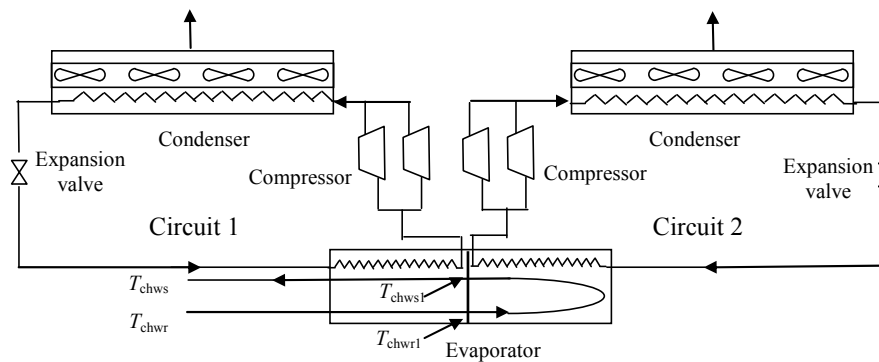 Condenser
Condenser
Expansion
valve
Compressor
Compressor
Expansion
valve
Circuit 1
Circuit 2
Tchws
Tchws1
Tchwr
Tchwr1
Evaporator